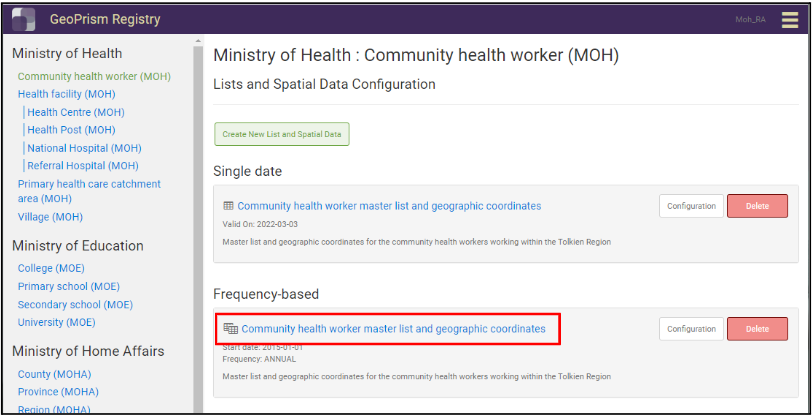 GeoPrism Registry
Moh_RA
Ministry of Health
Community health worker (MOH)
Health facility (MOH)
Health Centre (MOH)
Health Post (MOH)
National Hospital (MOH)
Referral Hospital (MOH)
Primary health care catchment
area (MOH)
Village (MOH)
Ministry of Education
College (MOE)
Primary school (MOE)
Secondary school (MOE)
University (MOE)
Ministry of Home Affairs
County (MOHA)
Province (MOHA)
Region (MOHA)
Ministry of Health : Community health worker (MOH)
Lists and Spatial Data Configuration
Create New List and Spatial Data
Single date
Community health worker master list and geographic coordinates
Configuration
Delete
Valid On: 2022-03-03
Master list and geographic coordinates for the community health workers working within the Tolkien Region
Frequency-based
Community health worker master list and geographic coordinates
Configuration
Delete
Start date: 2015-01-01
Frequency: ANNUAL
Master list and geographic coordinates for the community health workers working within the Tolkien Region